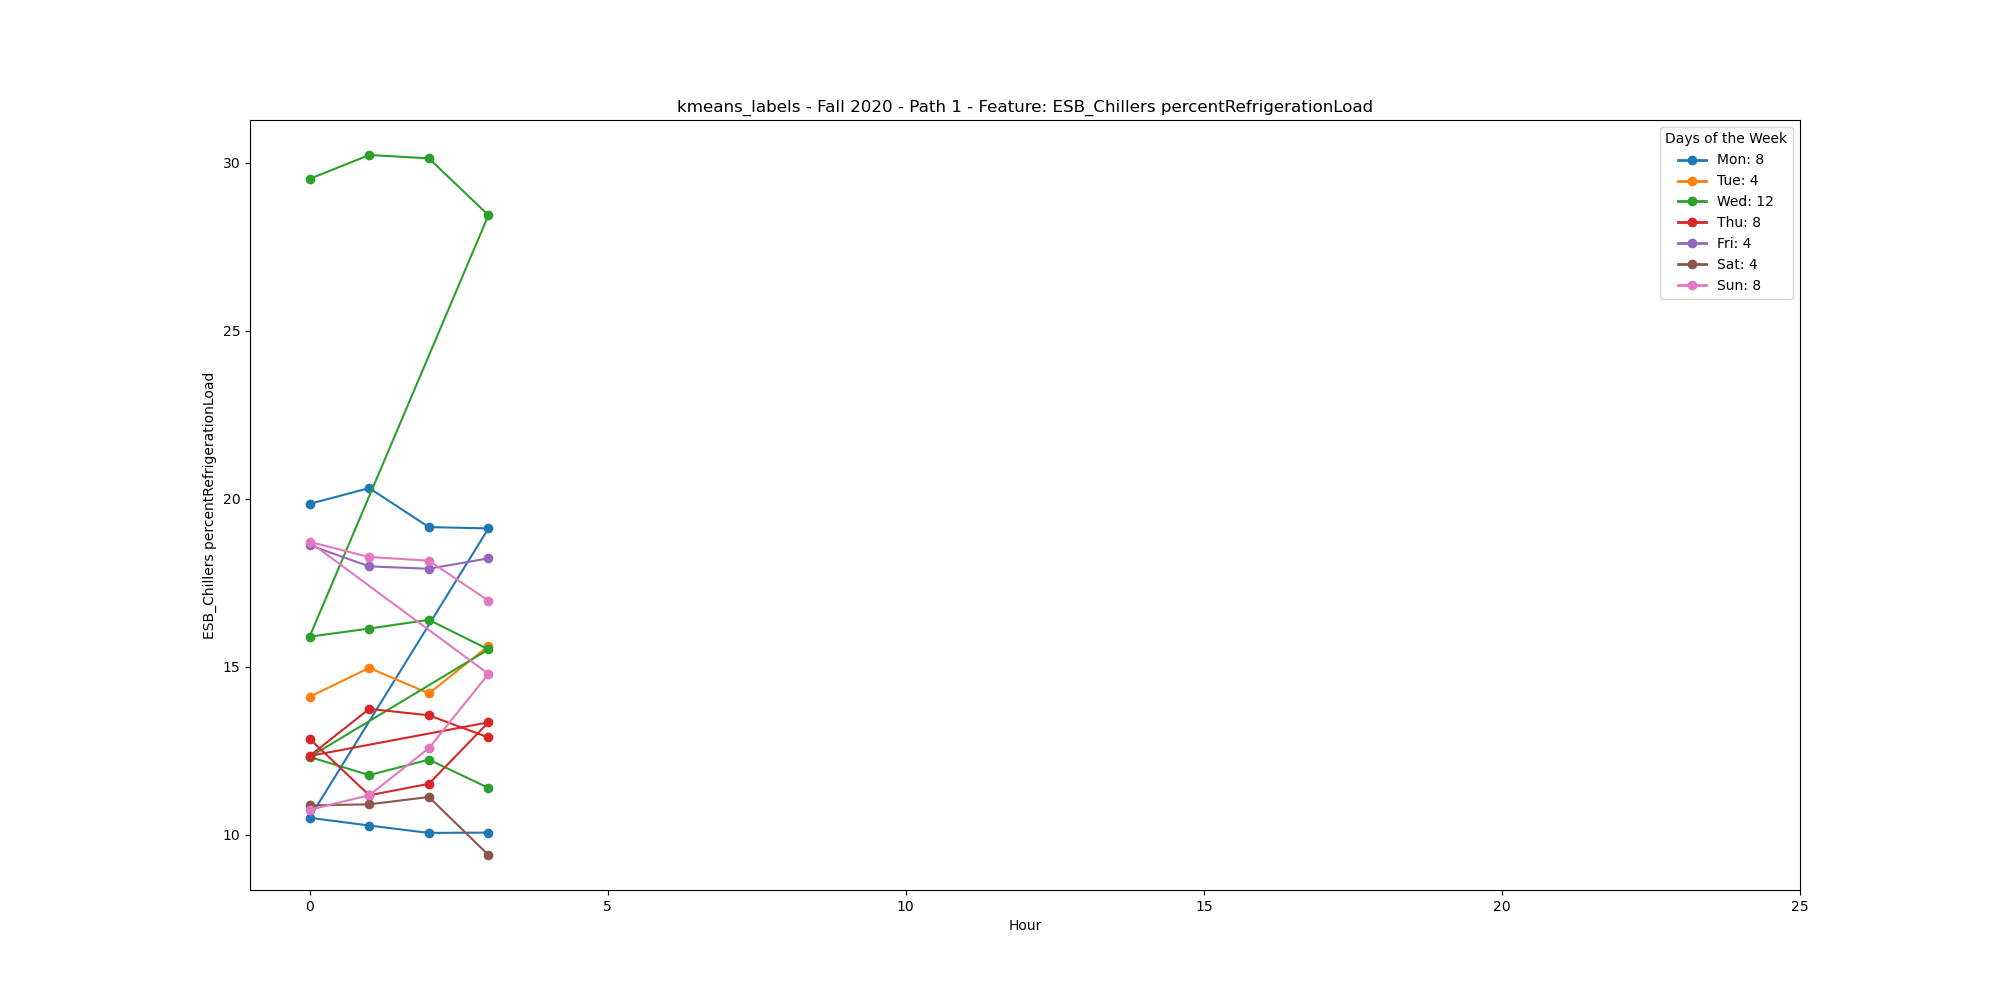 kmeans_labels - Fall 2020 - Path 1 - Feature: ESB_Chillers percentRefrigerationLoad
Days of the Week
Mon: 8
Tue: 4
Wed: 12
Thu: 8
Fri: 4
Sat: 4
Sun: 8
ESB_Chillers percentRefrigerationLoad
30
25
20
15
10
0 5 10 15 20 25
Hour